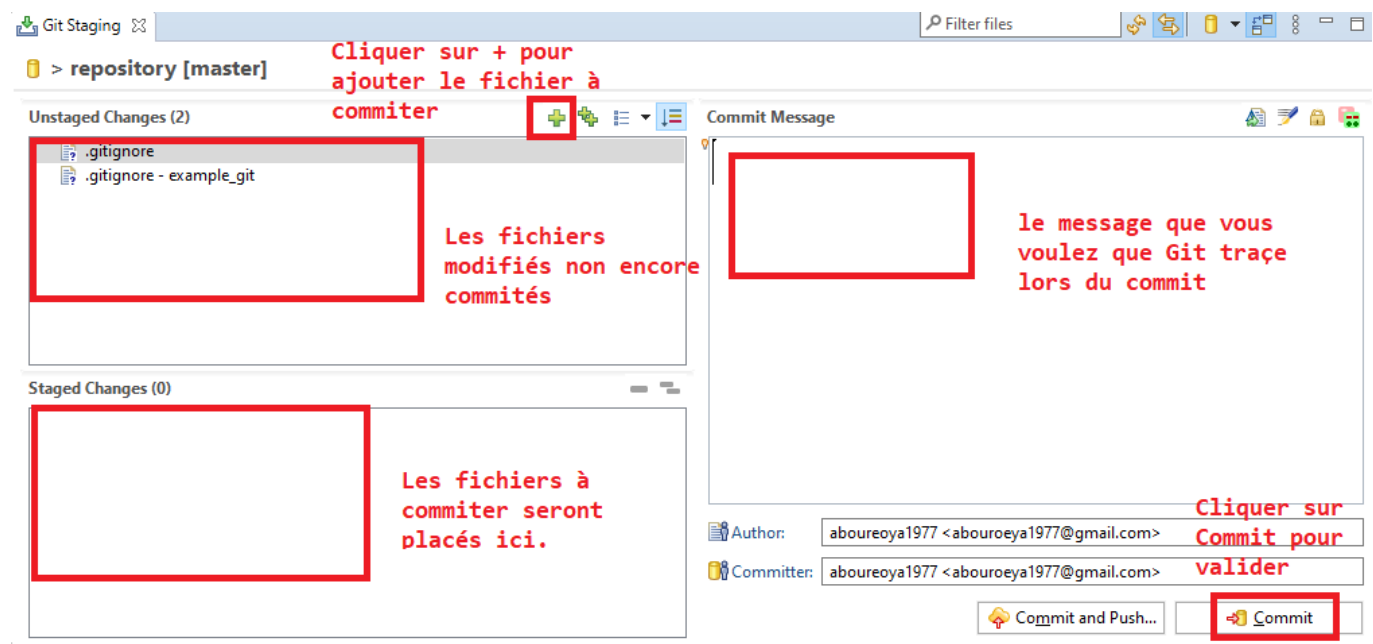 Git Staging
Filter files
> repository [master]
Cliquer sur + pour
ajouter le fichier à
commiter
Unstaged Changes (2)
.gitignore
.gitignore - example_git
Les fichiers
modifiés non encore
commités
Staged Changes (0)
Les fichiers à
commiter seront
placés ici.
Commit Message
le message que vous
voulez que Git traçe
lors du commit
Cliquer sur
Commit pour
valider
Author:
aboureoya1977 <abouroeya1977@gmail.com>
Committer:
aboureoya1977 <abouroeya1977@gmail.com>
Commit and Push...
Commit